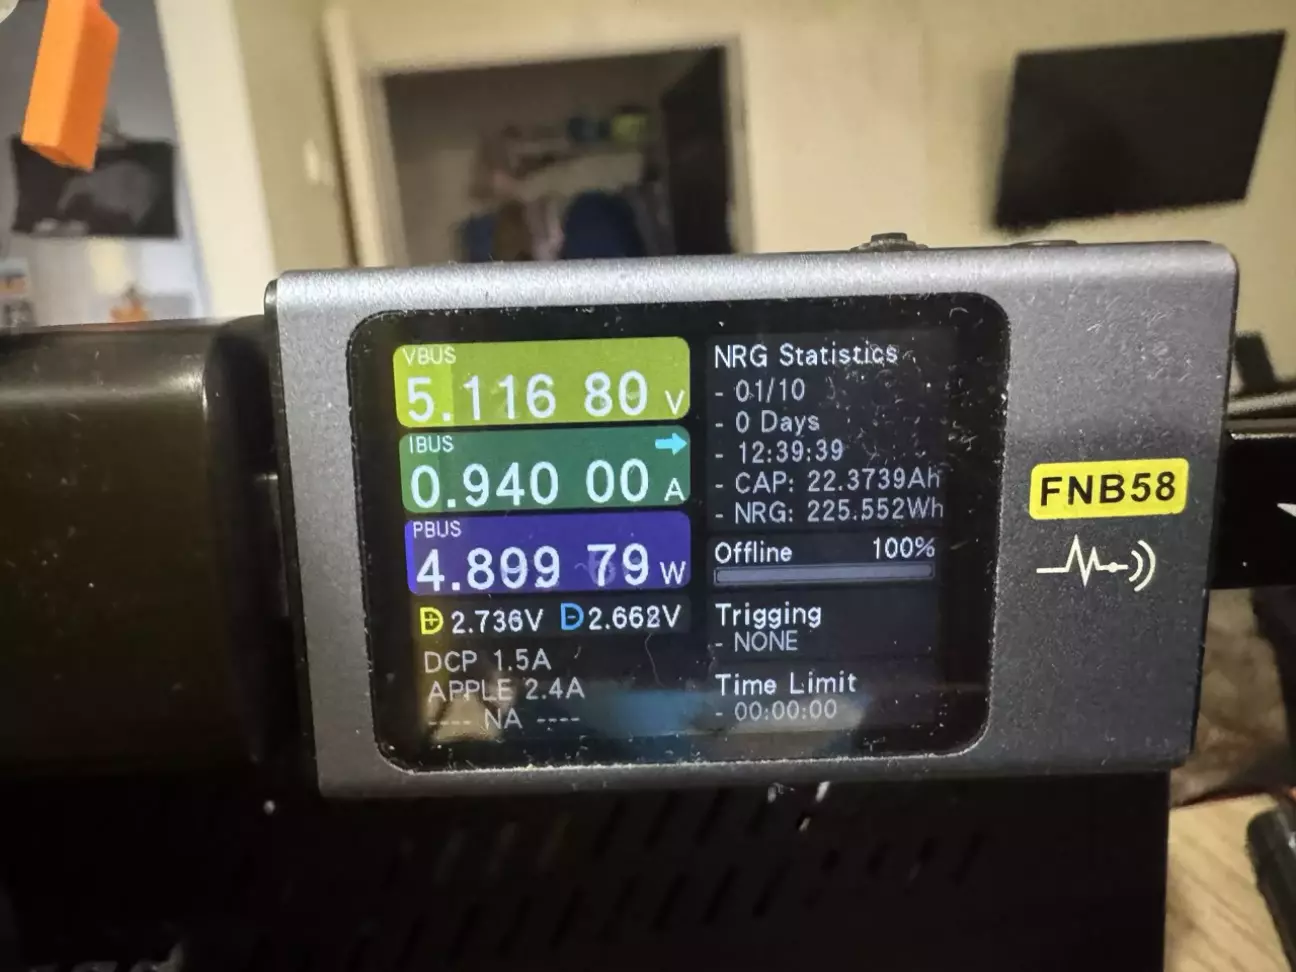 VBUS
5.116 80 V
IBUS
0.940 00 A
PBUS
4.809 79 W
D+ 2.736V D- 2.668V
DCP 1.5A
APPLE 2.4A
---- NA ----
NRG Statistics
- 01/10
- 0 Days
- 12:39:39
- CAP: 22.3739Ah
- NRG: 225.552Wh
Offline 100%
Trigging
- NONE
Time Limit
- 00:00:00
FNB58